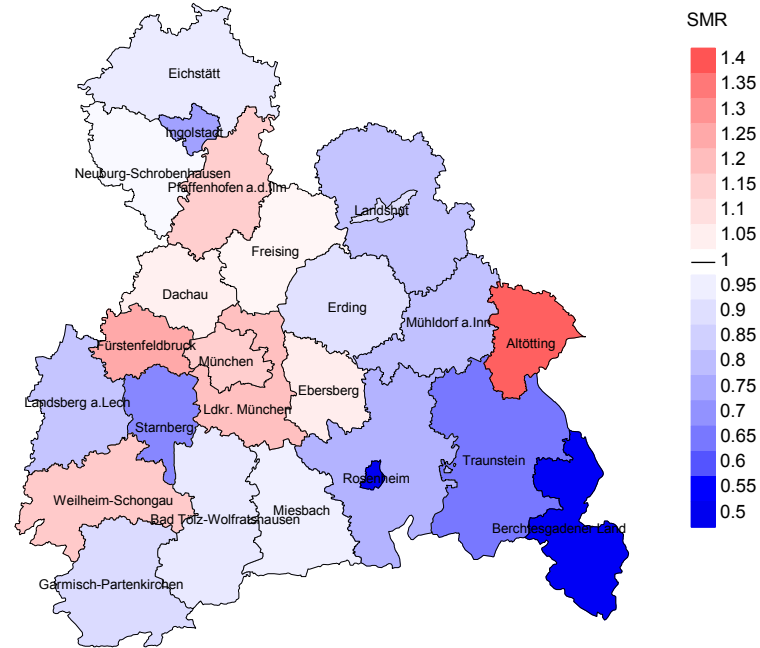 SMR
1.4
1.35
1.3
1.25
1.2
1.15
1.1
1.05
1
0.95
0.9
0.85
0.8
0.75
0.7
0.65
0.6
0.55
0.5
Eichstätt
Ingolstadt
Neuburg-Schrobenhausen
Pfaffenhofen a.d.Ilm
Landshut
Freising
Dachau
Erding
Mühldorf a.Inn
Altötting
Fürstenfeldbruck
München
Ebersberg
Landsberg a.Lech
Ldkr. München
Starnberg
Traunstein
Rosenheim
Weilheim-Schongau
Miesbach
Bad Tölz-Wolfratshausen
Berchtesgadener Land
Garmisch-Partenkirchen